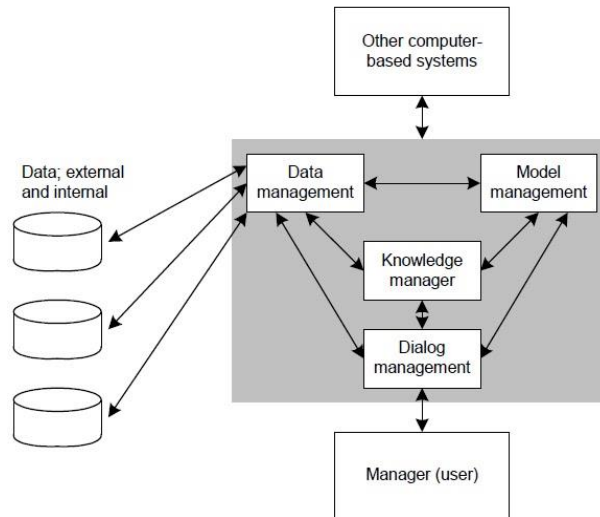 Other computer-
based systems
Data; external
and internal
Data
management
Model
management
Knowledge
manager
Dialog
management
Manager (user)